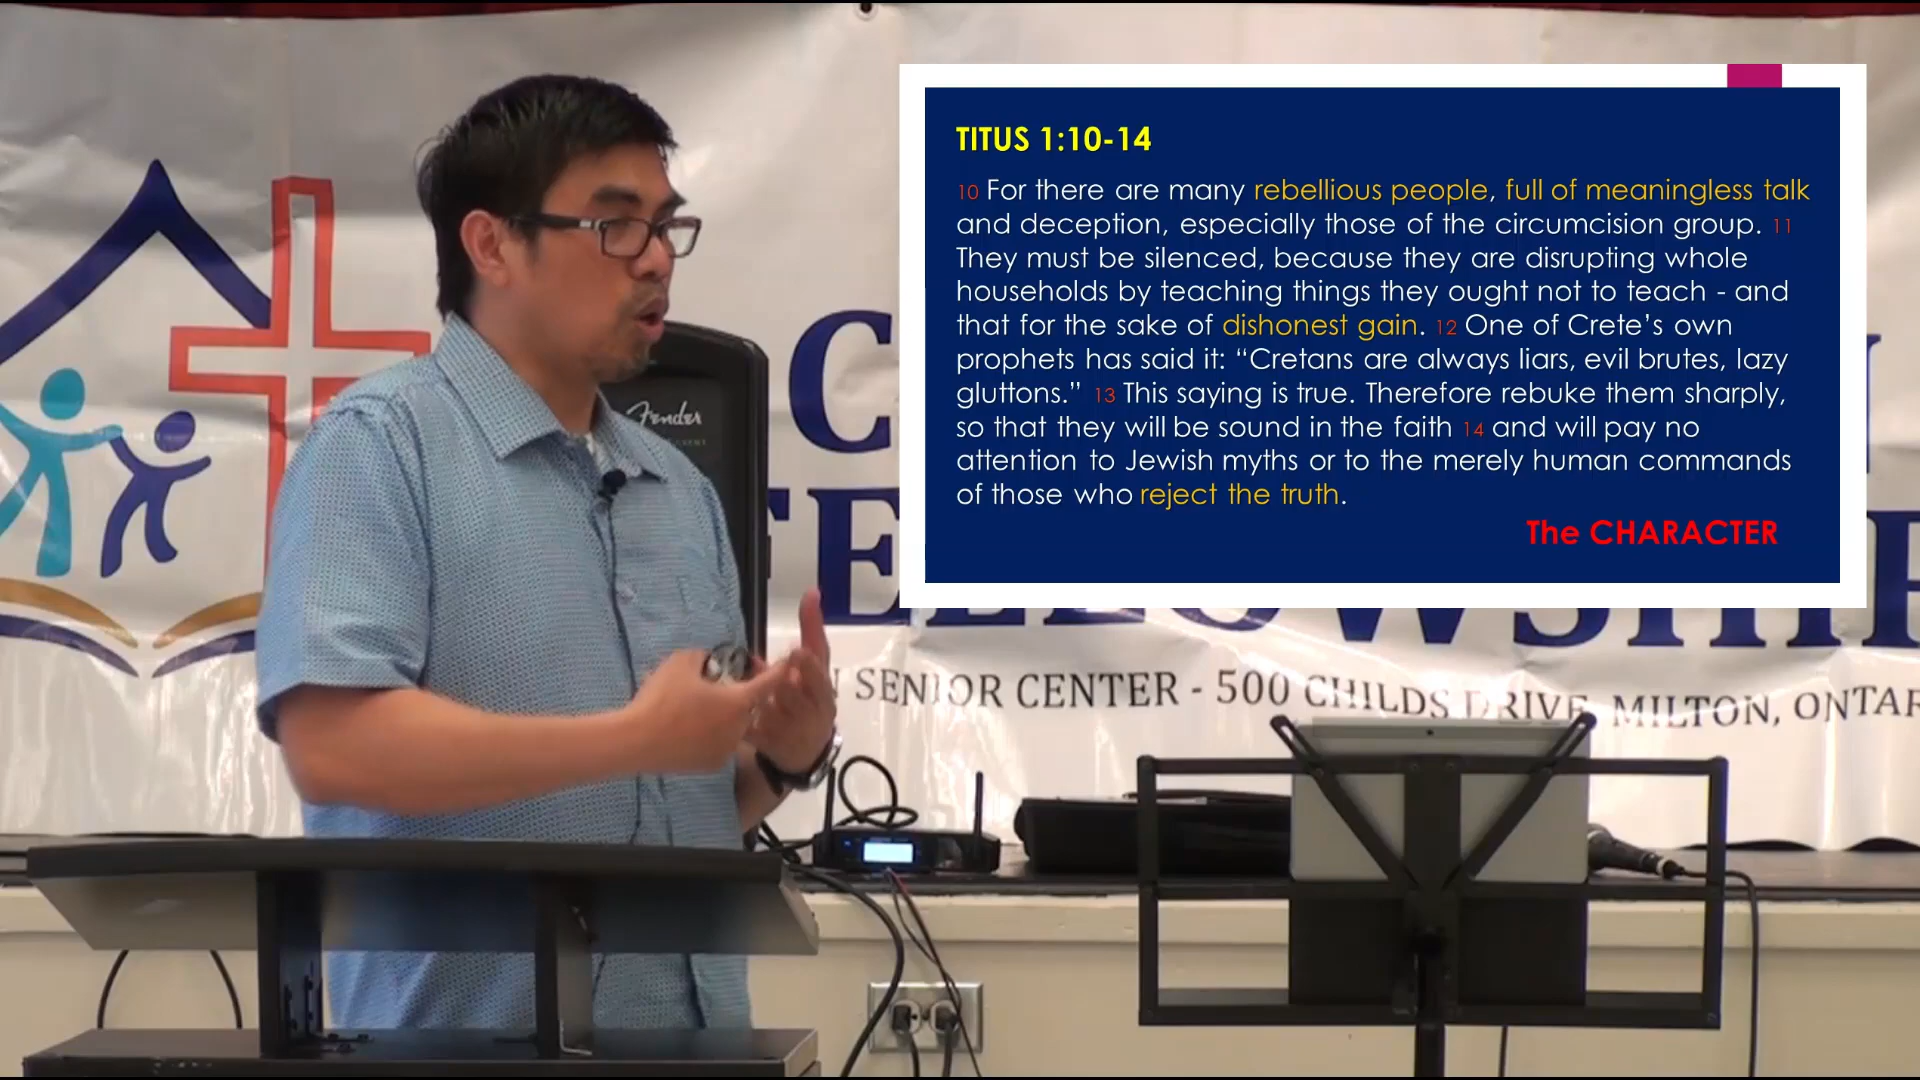 TITUS 1:10-14
10 For there are many rebellious people, full of meaningless talk
and deception, especially those of the circumcision group. 11
They must be silenced, because they are disrupting whole
households by teaching things they ought not to teach - and
that for the sake of dishonest gain. 12 One of Crete’s own
prophets has said it: “Cretans are always liars, evil brutes, lazy
gluttons.” 13 This saying is true. Therefore rebuke them sharply,
so that they will be sound in the faith 14 and will pay no
attention to Jewish myths or to the merely human commands
of those who reject the truth.
The CHARACTER
Fender
SENIOR CENTER - 500 CHILDS DRIVE, MILTON,